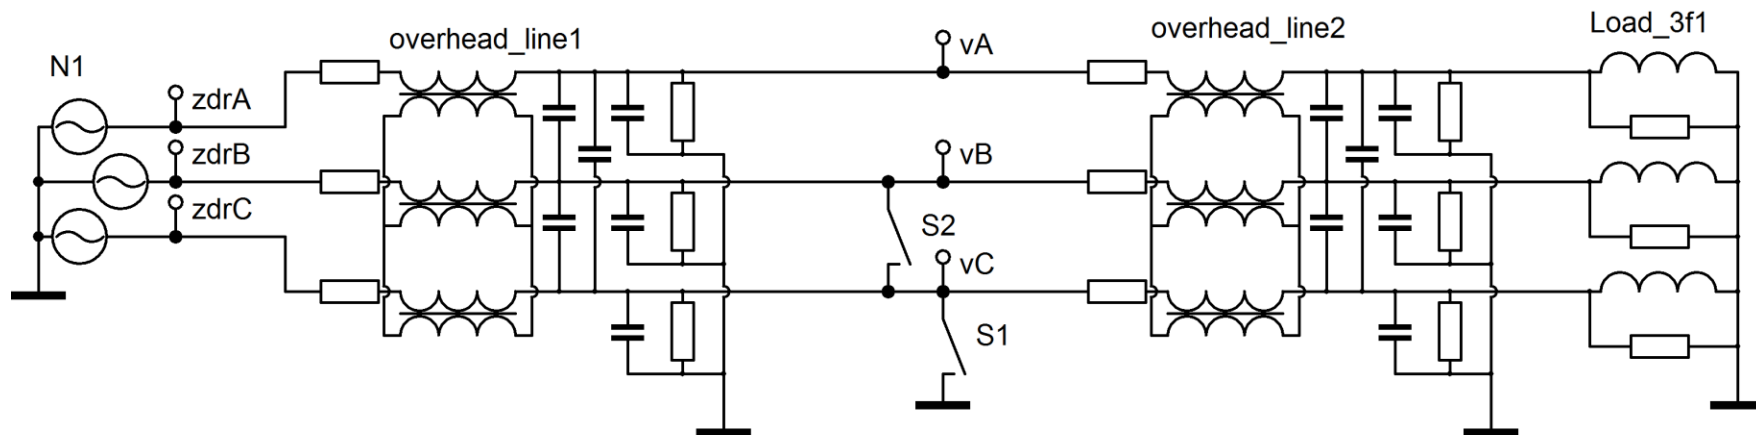 overhead_line1
overhead_line2
Load_3f1
N1
zdrA
zdrB
zdrC
vA
vB
S2
vC
S1